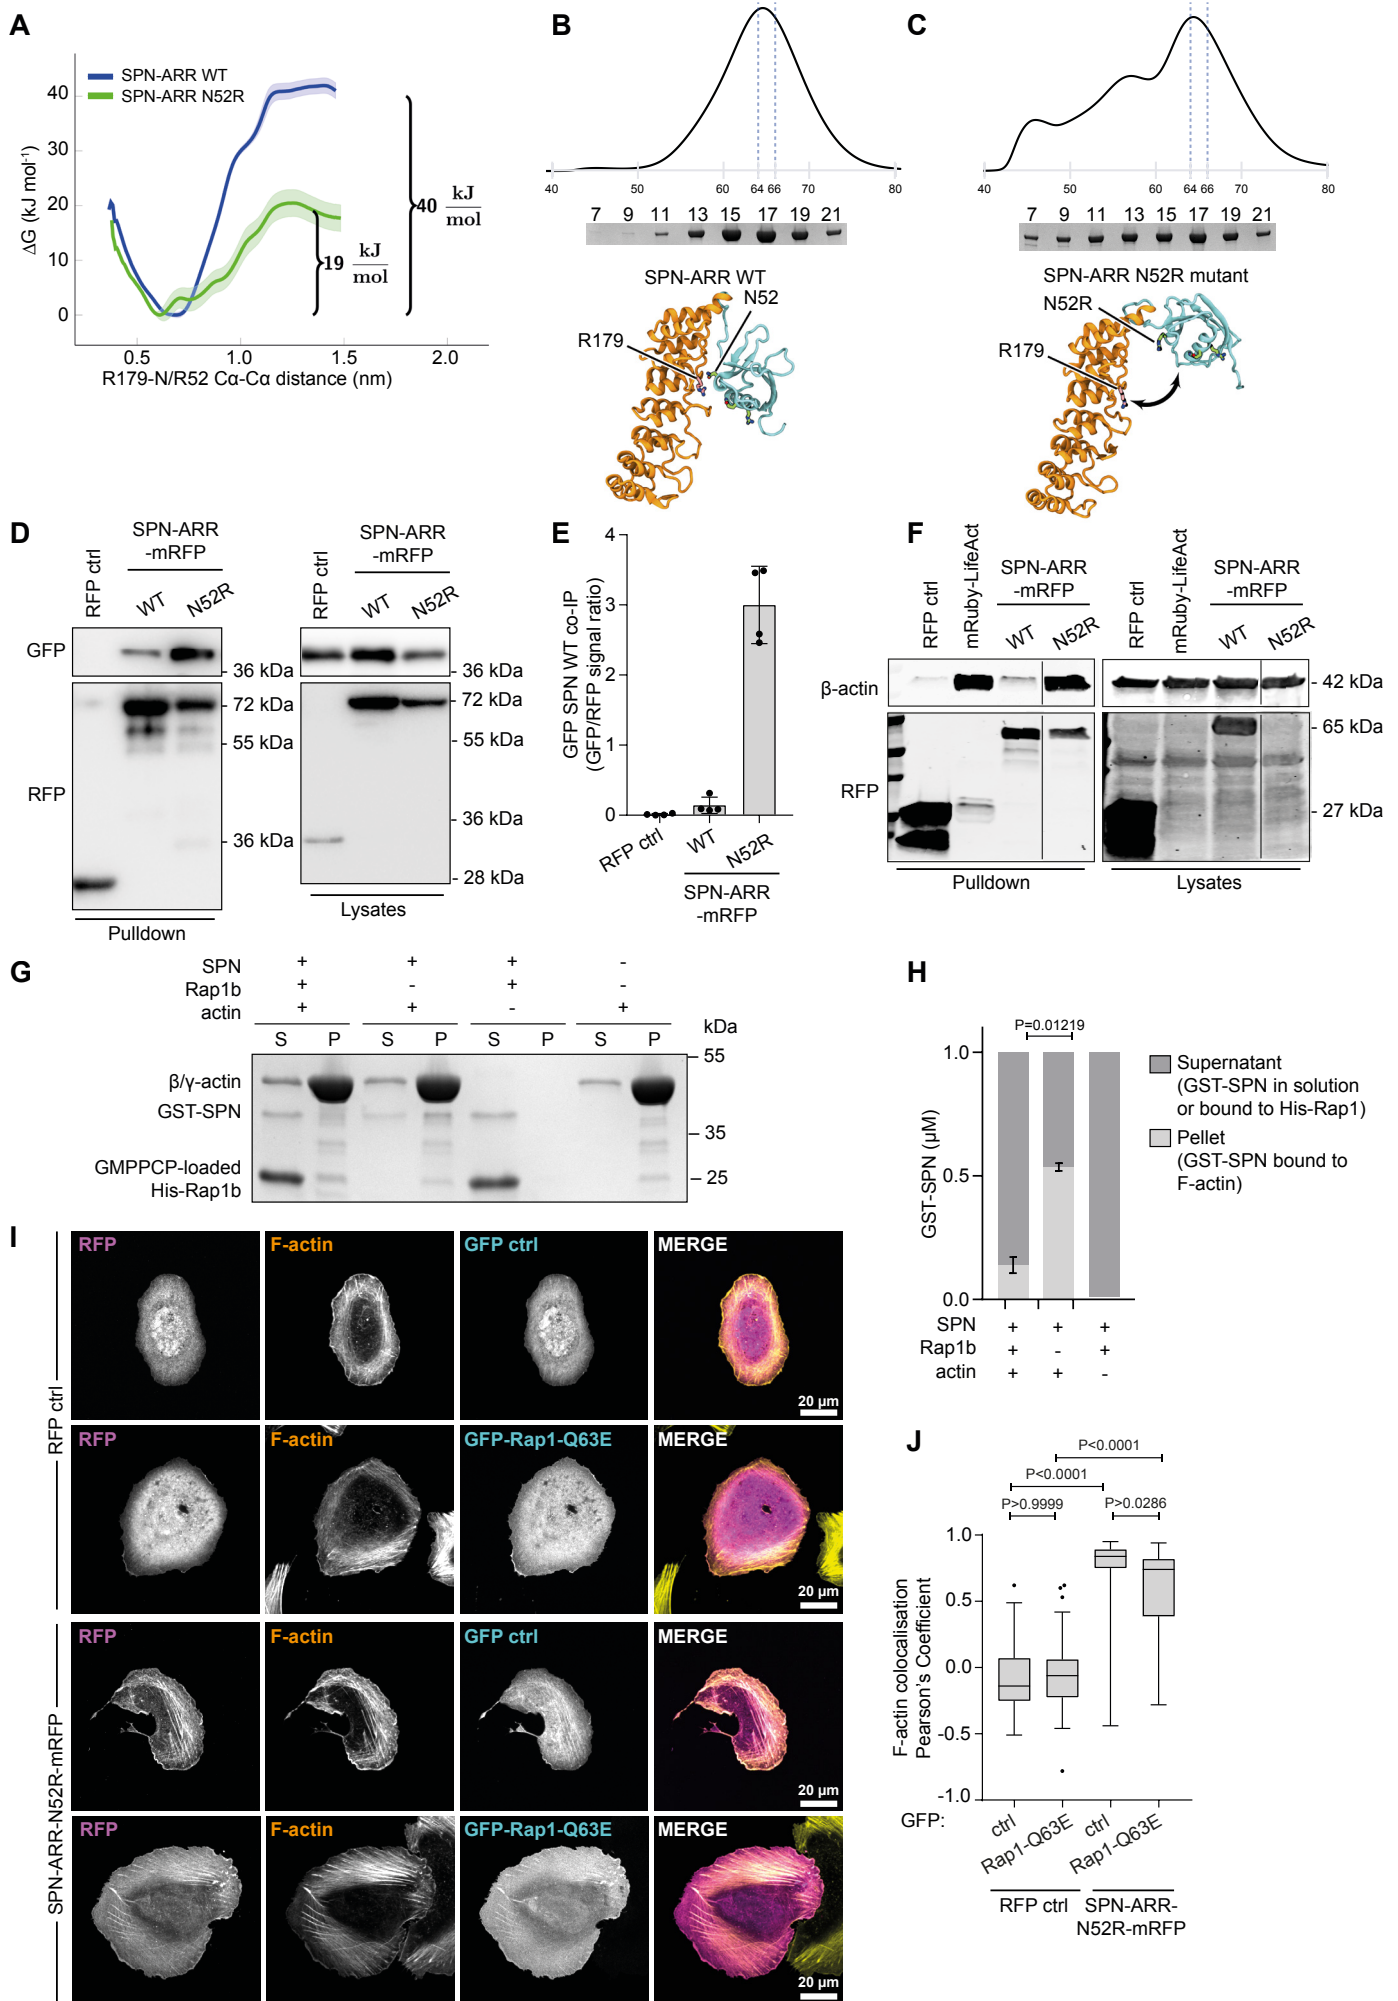 A
SPN-ARR WT
SPN-ARR N52R
ΔG (kJ mol-1)
40
30
20
10
0
0.5
1.0
1.5
2.0
R179-N/R52 Cα-Cα distance (nm)
19 kJ/mol
40 kJ/mol
B
40
50
60
64
66
70
80
7 9 11 13 15 17 19 21
SPN-ARR WT
N52
R179
C
40
50
60
64
66
70
80
7 9 11 13 15 17 19 21
SPN-ARR N52R mutant
N52R
R179
D
RFP ctrl
SPN-ARR
-mRFP
WT
N52R
GFP
RFP
36 kDa
72 kDa
55 kDa
36 kDa
Pulldown
RFP ctrl
SPN-ARR
-mRFP
WT
N52R
36 kDa
72 kDa
55 kDa
36 kDa
28 kDa
Lysates
E
GFP SPN WT co-IP
(GFP/RFP signal ratio)
4
3
2
1
0
RFP ctrl
WT
N52R
SPN-ARR
-mRFP
F
RFP ctrl
mRuby-LifeAct
SPN-ARR
-mRFP
WT
N52R
β-actin
RFP
Pulldown
RFP ctrl
mRuby-LifeAct
SPN-ARR
-mRFP
WT
N52R
42 kDa
65 kDa
27 kDa
Lysates
G
SPN + + + -
Rap1b + - +
actin + + - +
S P S P S P S P
kDa
55
35
25
β/γ-actin
GST-SPN
GMPPCP-loaded
His-Rap1b
H
P=0.01219
GST-SPN (µM)
1.0
0.5
0.0
SPN + + +
Rap1b + - +
actin + + -
Supernatant
(GST-SPN in solution
or bound to His-Rap1)
Pellet
(GST-SPN bound to
F-actin)
I
RFP ctrl
RFP
F-actin
GFP ctrl
MERGE
20 µm
RFP
F-actin
GFP-Rap1-Q63E
MERGE
20 µm
SPN-ARR-N52R-mRFP
RFP
F-actin
GFP ctrl
MERGE
20 µm
RFP
F-actin
GFP-Rap1-Q63E
MERGE
20 µm
J
P<0.0001
P<0.0001
P>0.9999
P>0.0286
F-actin colocalisation
Pearson's Coefficient
1.0
0.5
0.0
-0.5
-1.0
GFP:
ctrl
Rap1-Q63E
ctrl
Rap1-Q63E
RFP ctrl
SPN-ARR-
N52R-mRFP